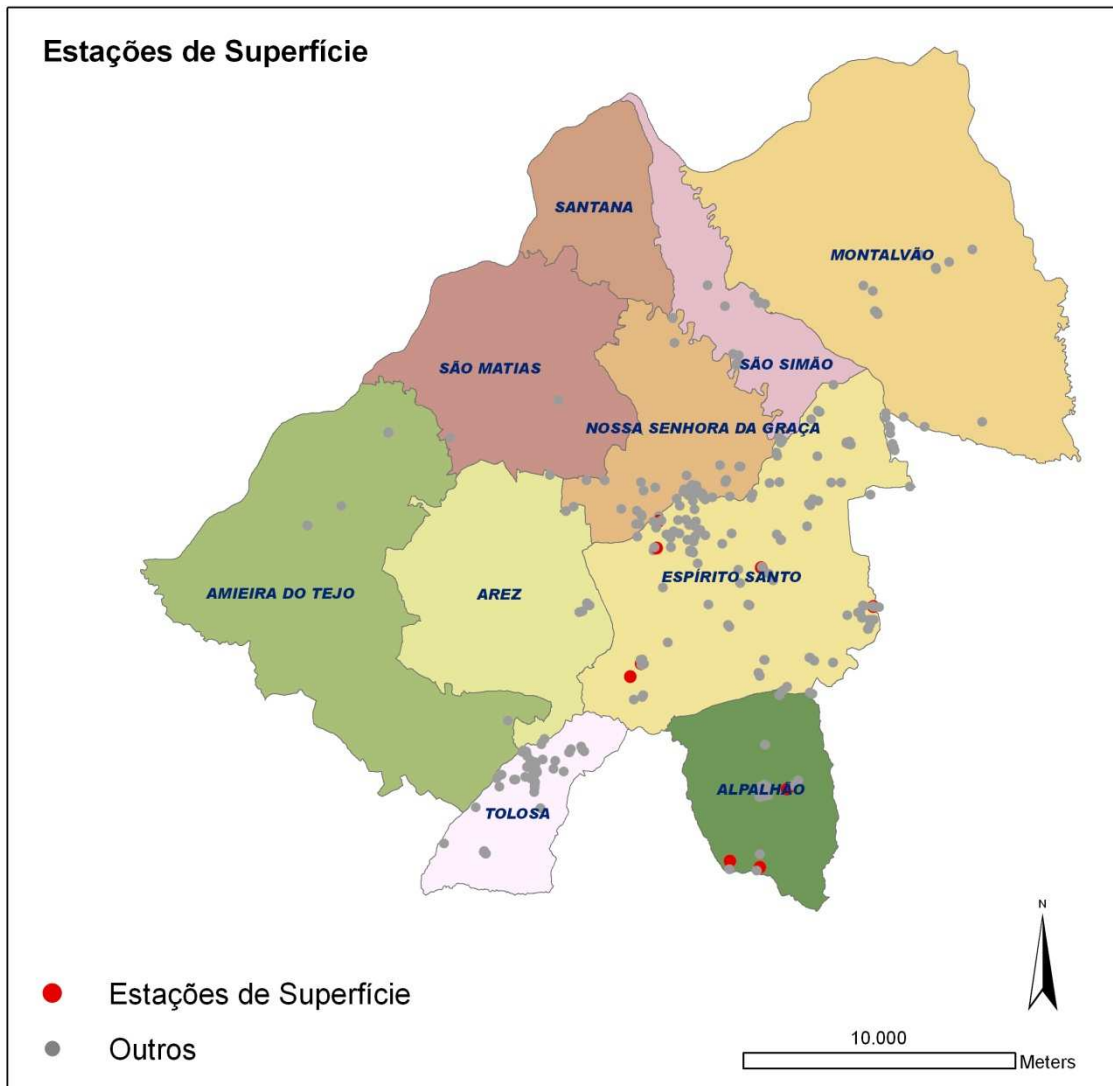 Estações de Superfície
SANTANA
MONTALVÃO
SÃO MATIAS
SÃO SIMÃO
NOSSA SENHORA DA GRAÇA
AMIEIRA DO TEJO
AREZ
ESPÍRITO SANTO
ALPALHÃO
TOLOSA
N
Estações de Superfície
Outros
10.000
Meters